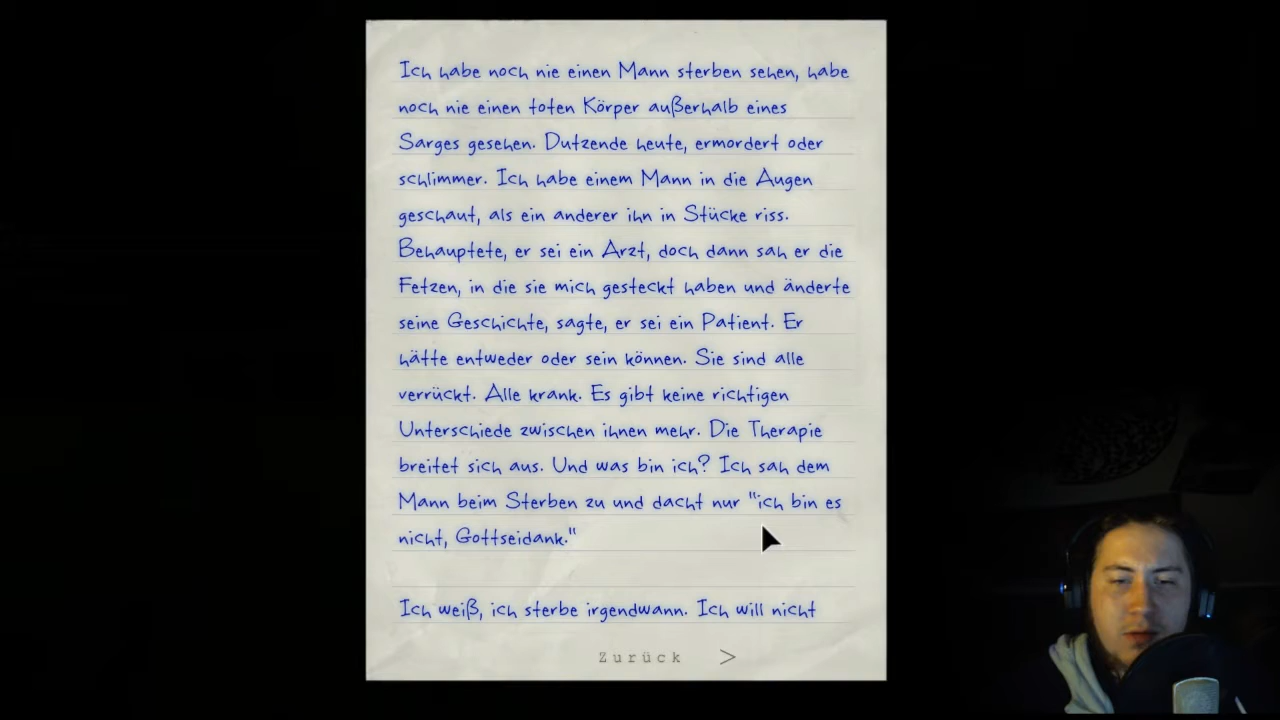 Ich habe noch nie einen Mann sterben sehen, habe
noch nie einen toten Körper außerhalb eines
Sarges gesehen. Dutzende heute, ermordert oder
schlimmer. Ich habe einem Mann in die Augen
geschaut, als ein anderer ihn in Stücke riss.
Behauptete, er sei ein Arzt, doch dann sah er die
Fetzen, in die sie mich gesteckt haben und änderte
seine Geschichte, sagte, er sei ein Patient. Er
hätte entweder oder sein können. Sie sind alle
verrückt. Alle krank. Es gibt keine richtigen
Unterschiede zwischen ihnen mehr. Die Therapie
breitet sich aus. Und was bin ich? Ich sah dem
Mann beim Sterben zu und dacht nur "ich bin es
nicht, Gottseidank."
Ich weiß, ich sterbe irgendwann. Ich will nicht
Zurück >